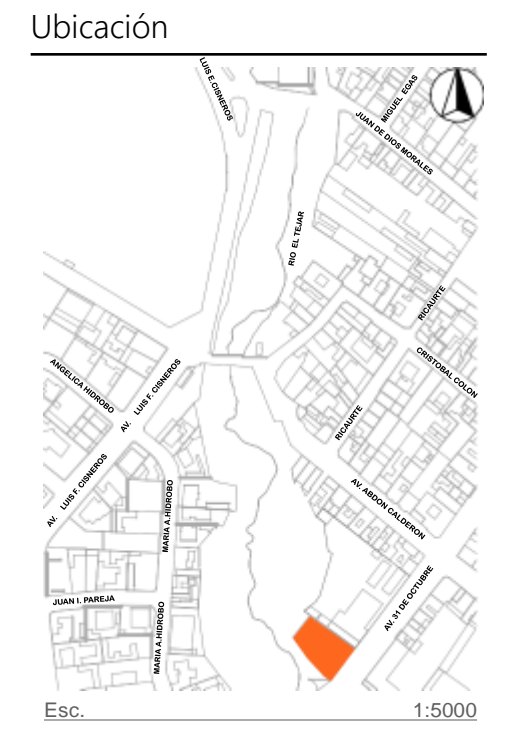 Ubicación
LUIS E.CISNEROS
MIGUEL EGAS
JUAN DE DIOS MORALES
RIO EL TEJAR
RICAURTE
CRISTOBAL COLON
ANGELICA HIDROBO
AV. LUIS F. CISNEROS
RICAURTE
AV. LUIS F. CISNEROS
MARIA A.HIDROBO
AV. ABDON CALDERON
AV. 31 DE OCTUBRE
JUAN I. PAREJA
MARIA A.HIDROBO
Esc. 1:5000